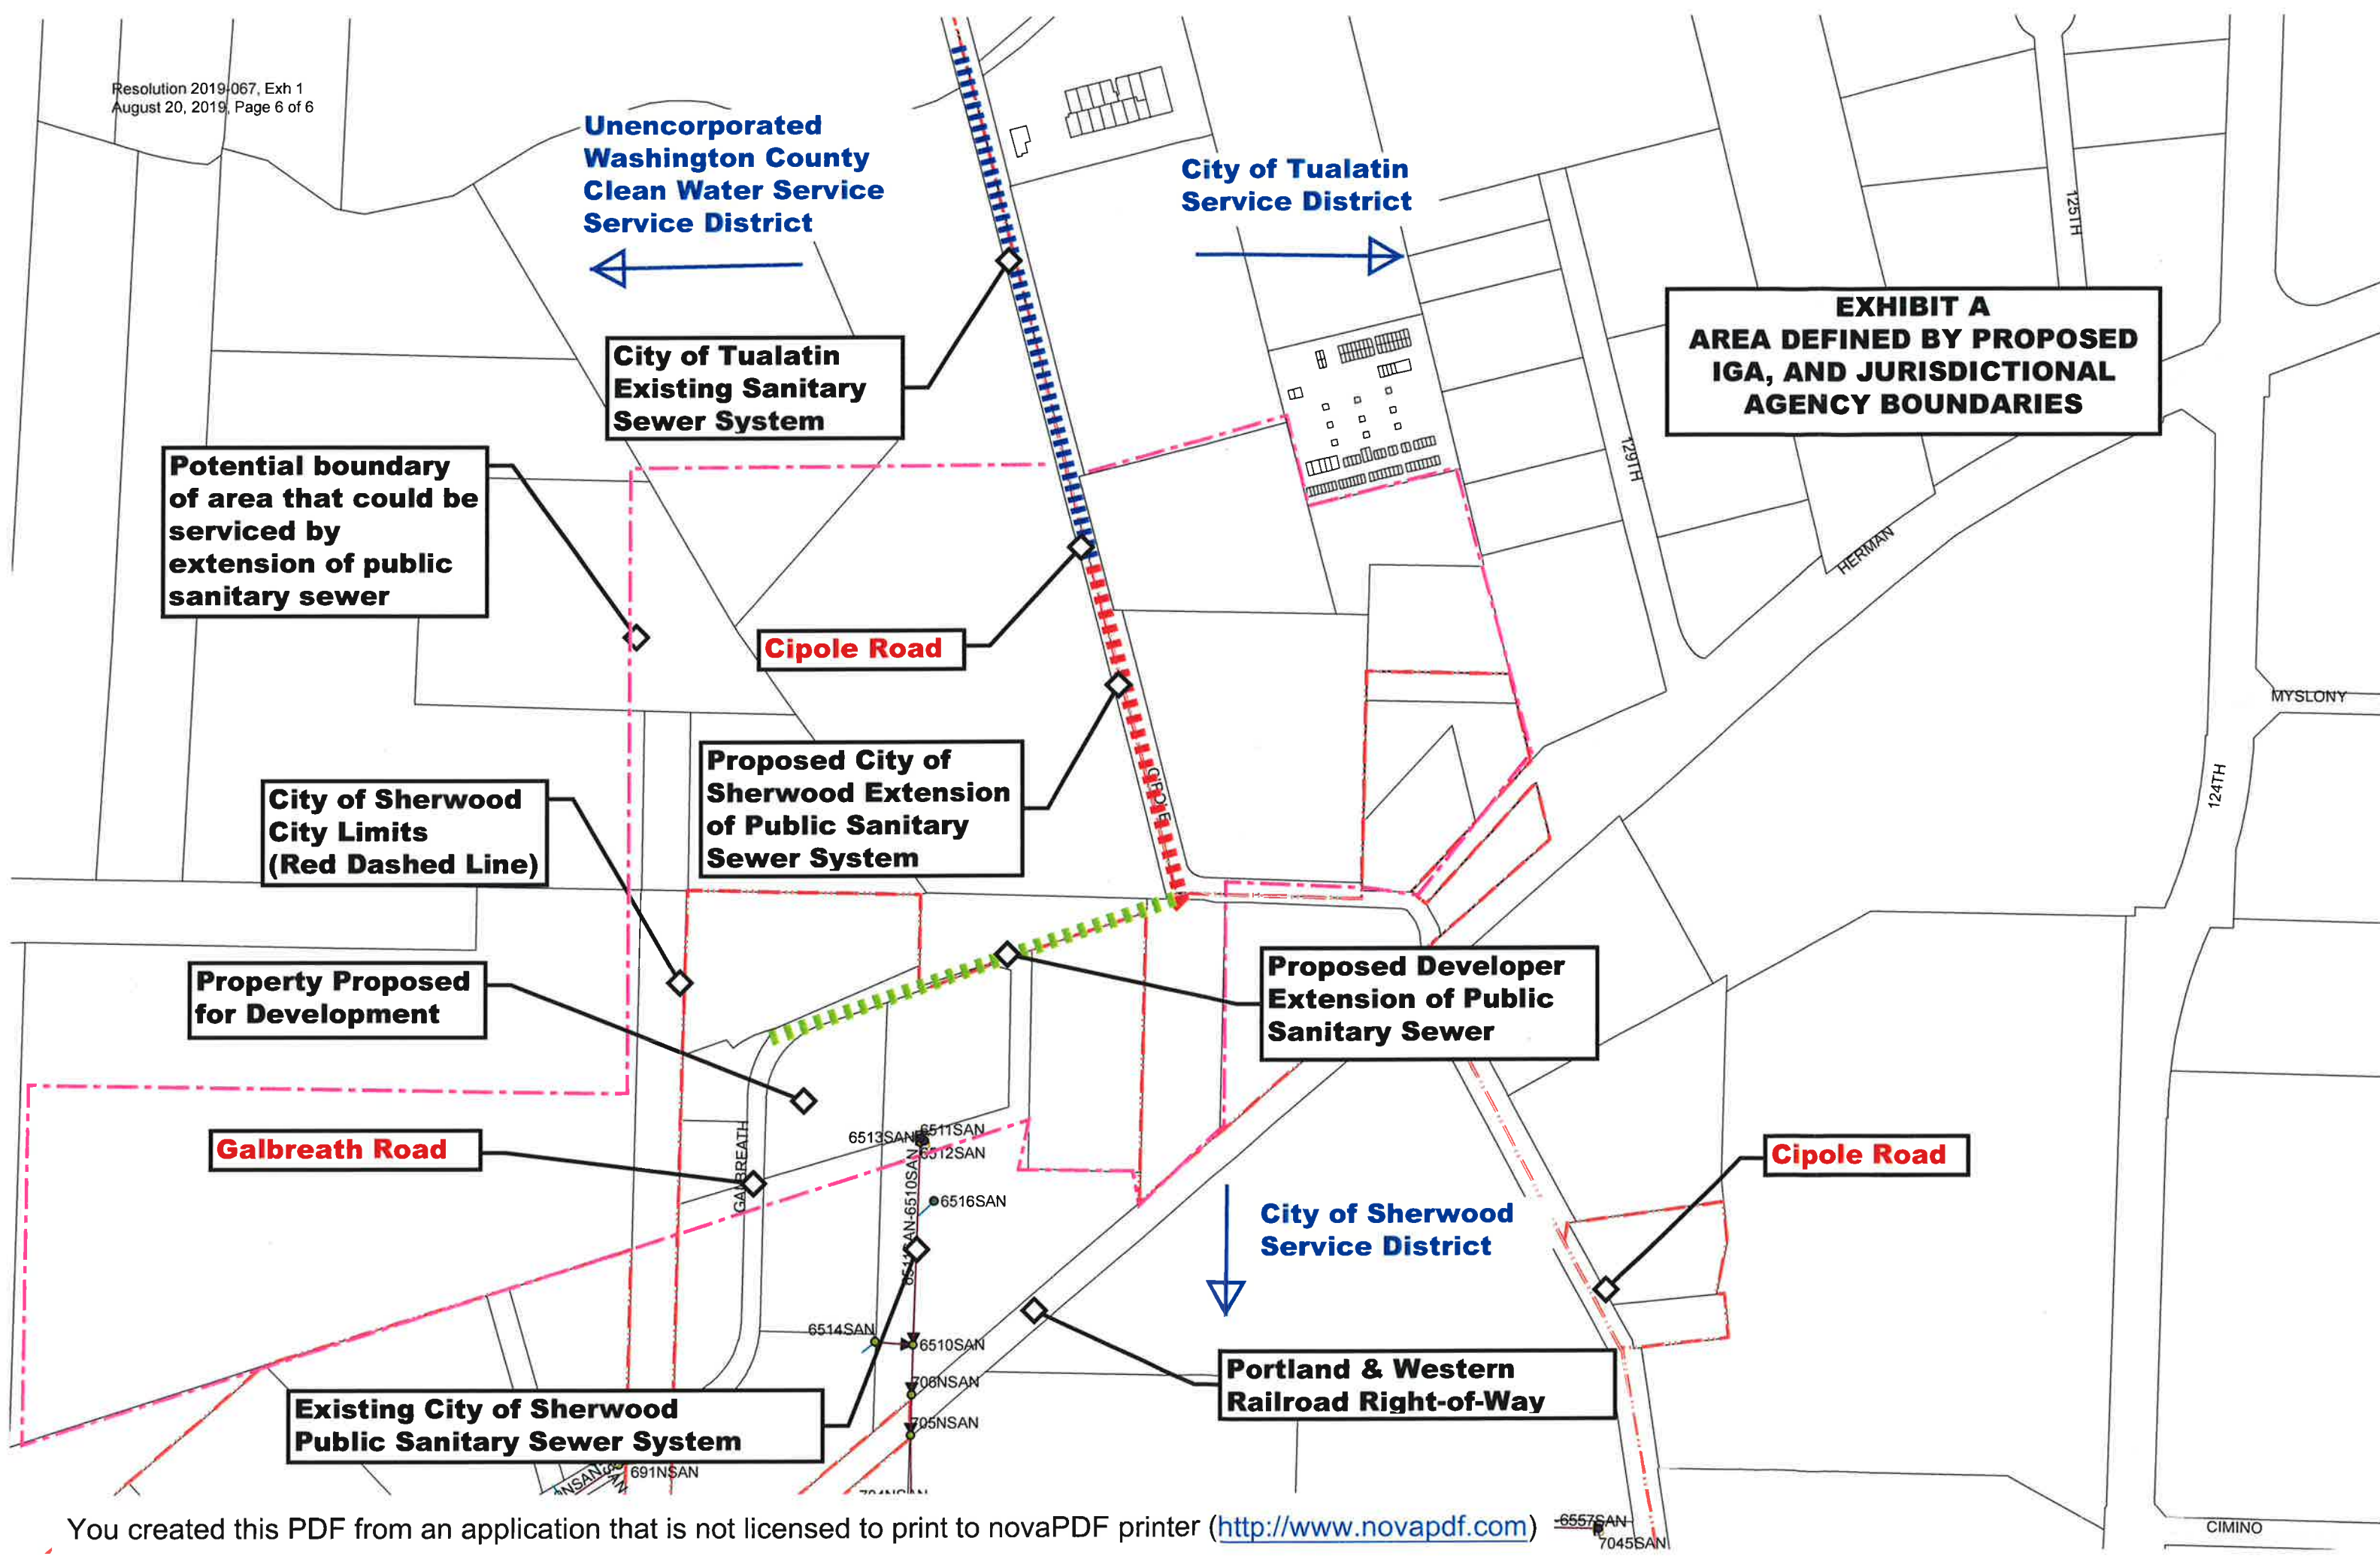 Resolution 2019-067, Exh 1
August 20, 2019, Page 6 of 6
Unencorporated
Washington County
Clean Water Service
Service District
City of Tualatin
Service District
125TH
EXHIBIT A
AREA DEFINED BY PROPOSED
IGA, AND JURISDICTIONAL
AGENCY BOUNDARIES
City of Tualatin
Existing Sanitary
Sewer System
Potential boundary
of area that could be
serviced by
extension of public
sanitary sewer
129TH
HERMAN
Cipole Road
MYSLONY
124TH
Proposed City of
Sherwood Extension
of Public Sanitary
Sewer System
CIPOLE
City of Sherwood
City Limits
(Red Dashed Line)
Property Proposed
for Development
Proposed Developer
Extension of Public
Sanitary Sewer
Galbreath Road
GALBREATH
6513SAN
6511SAN
6512SAN
6511SAN-6510SAN
6516SAN
Cipole Road
City of Sherwood
Service District
6514SAN
6510SAN
706NSAN
705NSAN
Portland & Western
Railroad Right-of-Way
Existing City of Sherwood
Public Sanitary Sewer System
691NSAN
704NSAN
You created this PDF from an application that is not licensed to print to novaPDF printer (http://www.novapdf.com)
6557SAN
7045SAN
CIMINO